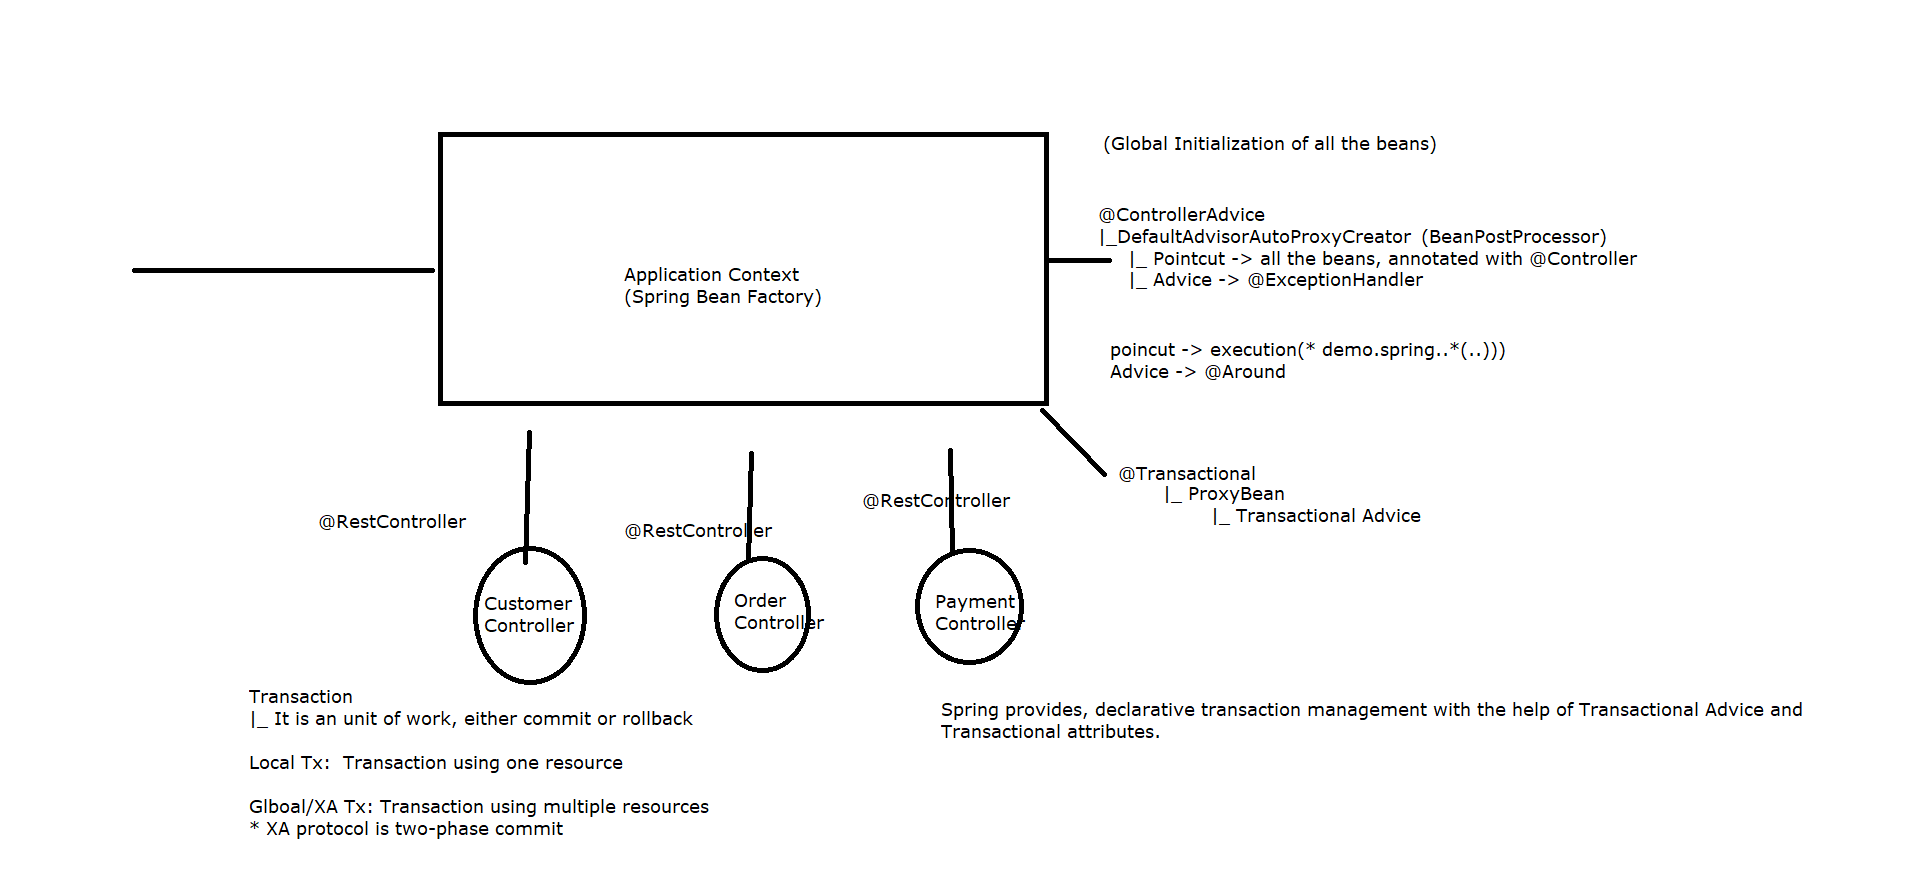 (Global Initialization of all the beans)
@ControllerAdvice
|_DefaultAdvisorAutoProxyCreator (BeanPostProcessor)
|_ Pointcut -> all the beans, annotated with @Controller
|_ Advice -> @ExceptionHandler
Application Context
(Spring Bean Factory)
poincut -> execution(* demo.spring..*(..)))
Advice -> @Around
@Transactional
|_ ProxyBean
|_ Transactional Advice
@RestController
@RestController
@RestController
Customer
Controller
Order
Controller
Payment
Controller
Transaction
|_ It is an unit of work, either commit or rollback
Local Tx:  Transaction using one resource
Glboal/XA Tx: Transaction using multiple resources
* XA protocol is two-phase commit
Spring provides, declarative transaction management with the help of Transactional Advice and
Transactional attributes.